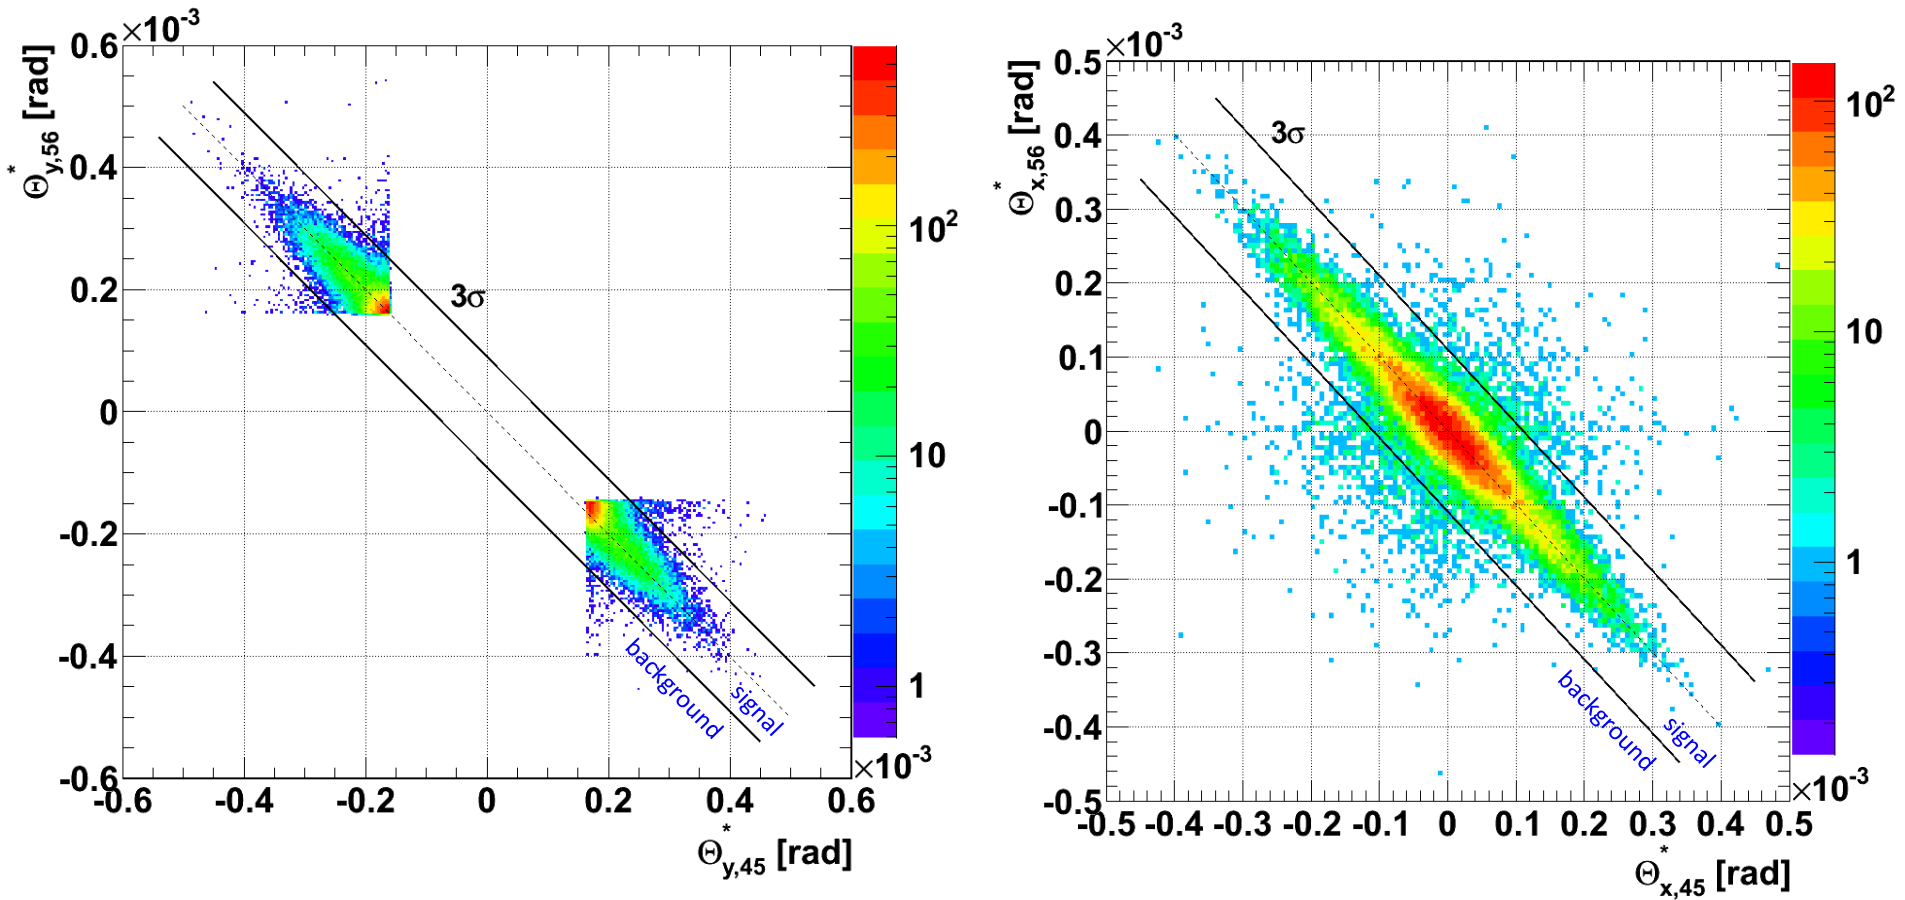 ×10⁻³
0.6
0.4
0.2
0
-0.2
-0.4
-0.6
Θ*y,56 [rad]
3σ
background
signal
10²
10
1
×10⁻³
-0.6 -0.4 -0.2 0 0.2 0.4 0.6
Θ*y,45 [rad]
×10⁻³
0.5
0.4
0.3
0.2
0.1
0
-0.1
-0.2
-0.3
-0.4
-0.5
Θ*x,56 [rad]
3σ
background
signal
10²
10
1
×10⁻³
-0.5 -0.4 -0.3 -0.2 -0.1 0 0.1 0.2 0.3 0.4 0.5
Θ*x,45 [rad]